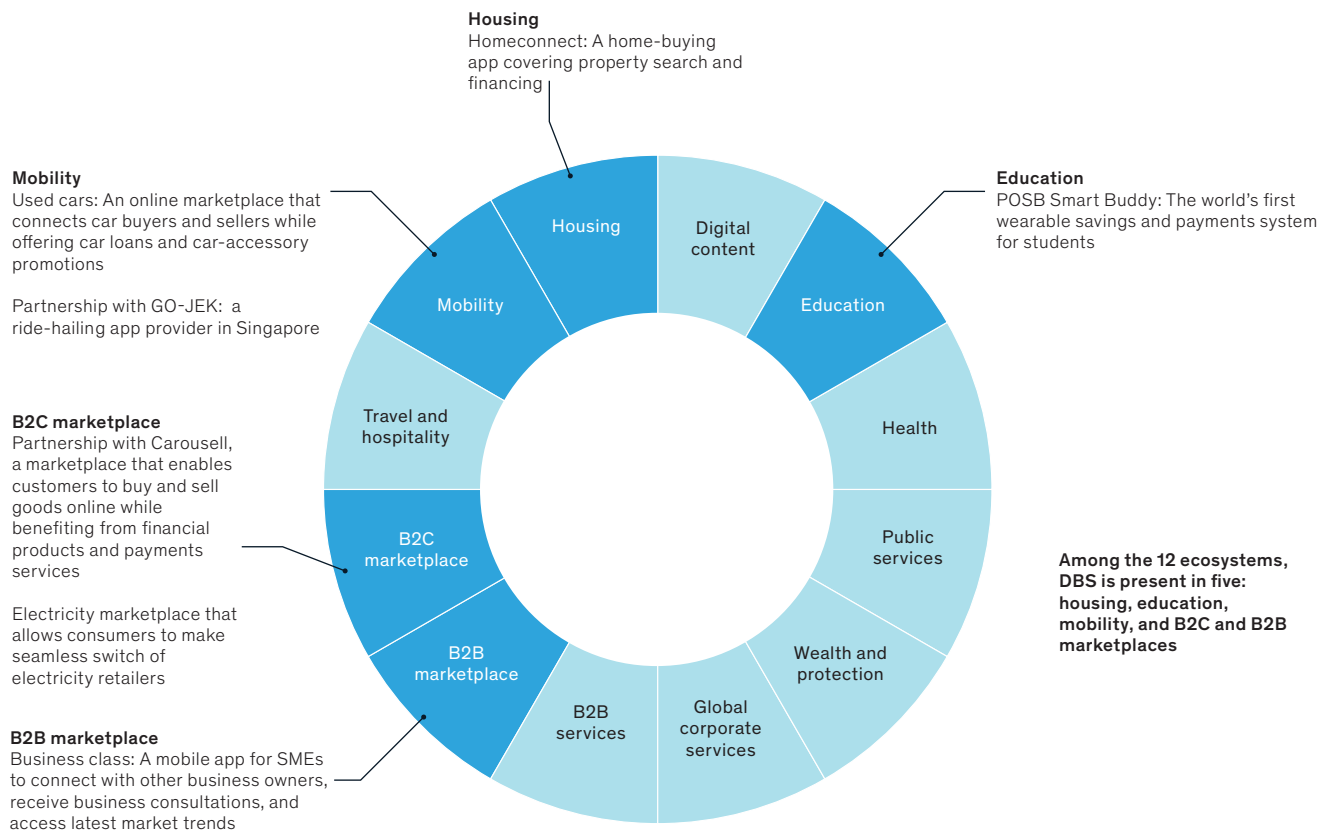 Housing
Homeconnect: A home-buying
app covering property search and
financing
Mobility
Used cars: An online marketplace that
connects car buyers and sellers while
offering car loans and car-accessory
promotions
Partnership with GO-JEK: a
ride-hailing app provider in Singapore
Education
POSB Smart Buddy: The world's first
wearable savings and payments system
for students
B2C marketplace
Partnership with Carousell,
a marketplace that enables
customers to buy and sell
goods online while
benefiting from financial
products and payments
services
Electricity marketplace that
allows consumers to make
seamless switch of
electricity retailers
B2B marketplace
Business class: A mobile app for SMEs
to connect with other business owners,
receive business consultations, and
access latest market trends
Housing
Digital
content
Education
Health
Public
services
Wealth and
protection
Global
corporate
services
B2B
services
B2B
marketplace
B2C
marketplace
Travel and
hospitality
Mobility
Among the 12 ecosystems,
DBS is present in five:
housing, education,
mobility, and B2C and B2B
marketplaces